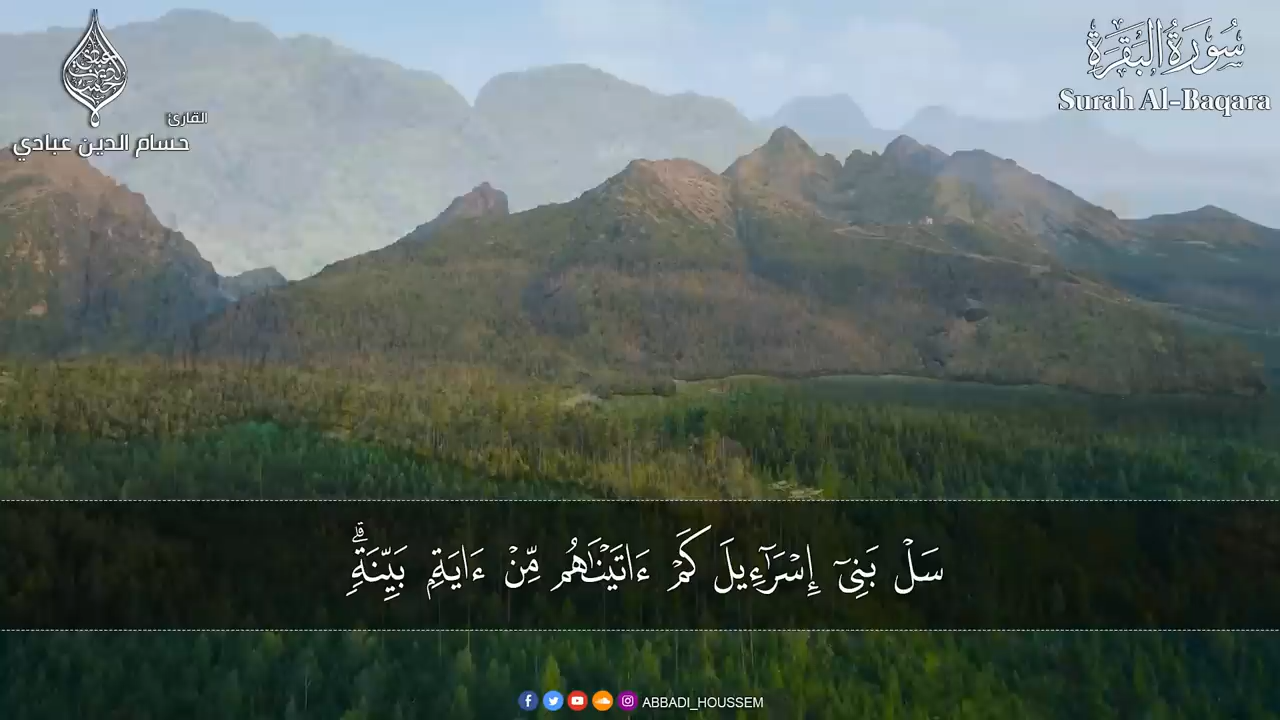 القارئ
حسام الدين عبادي
سُورَةُ البَقَرَةِ
Surah Al-Baqara
سَلْ بَنِىٓ إِسْرَٰٓءِيلَ كَمْ ءَاتَيْنَٰهُم مِّنْ ءَايَةٍۭ بَيِّنَةٍۗ
ABBADI_HOUSSEM